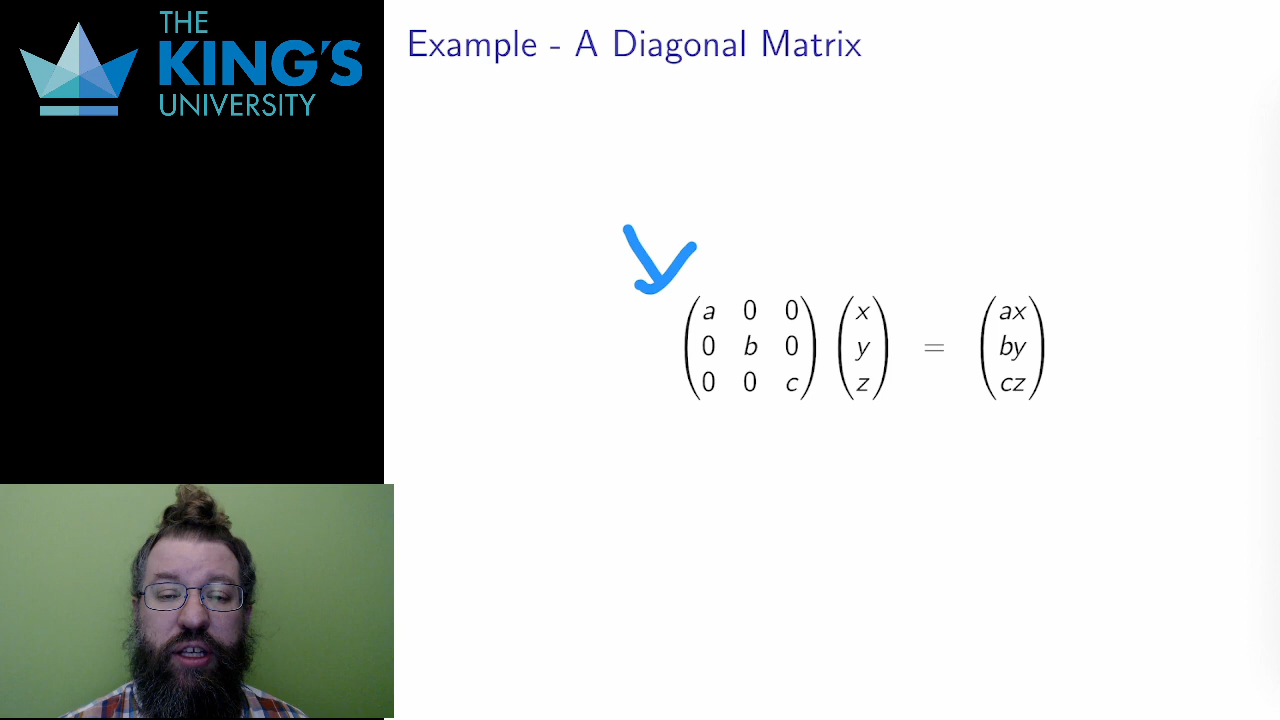 THE
KING'S
UNIVERSITY
Example - A Diagonal Matrix
a 0 0
0 b 0
0 0 c
x
y
z
=
ax
by
cz